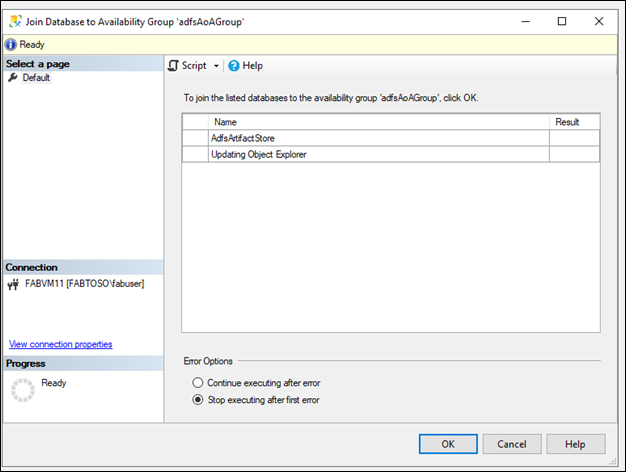 Join Database to Availability Group 'adfsAoAGroup'
Ready
Select a page
Default
Script
Help
To join the listed databases to the availability group 'adfsAoAGroup', click OK.
Name Result
AdfsArtifactStore
Updating Object Explorer
Connection
FABVM11 [FABTOSO\fabuser]
View connection properties
Progress
Ready
Error Options
Continue executing after error
Stop executing after first error
OK Cancel Help